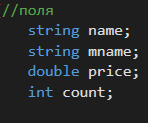 //поля
string name;
string mname;
double price;
int count;